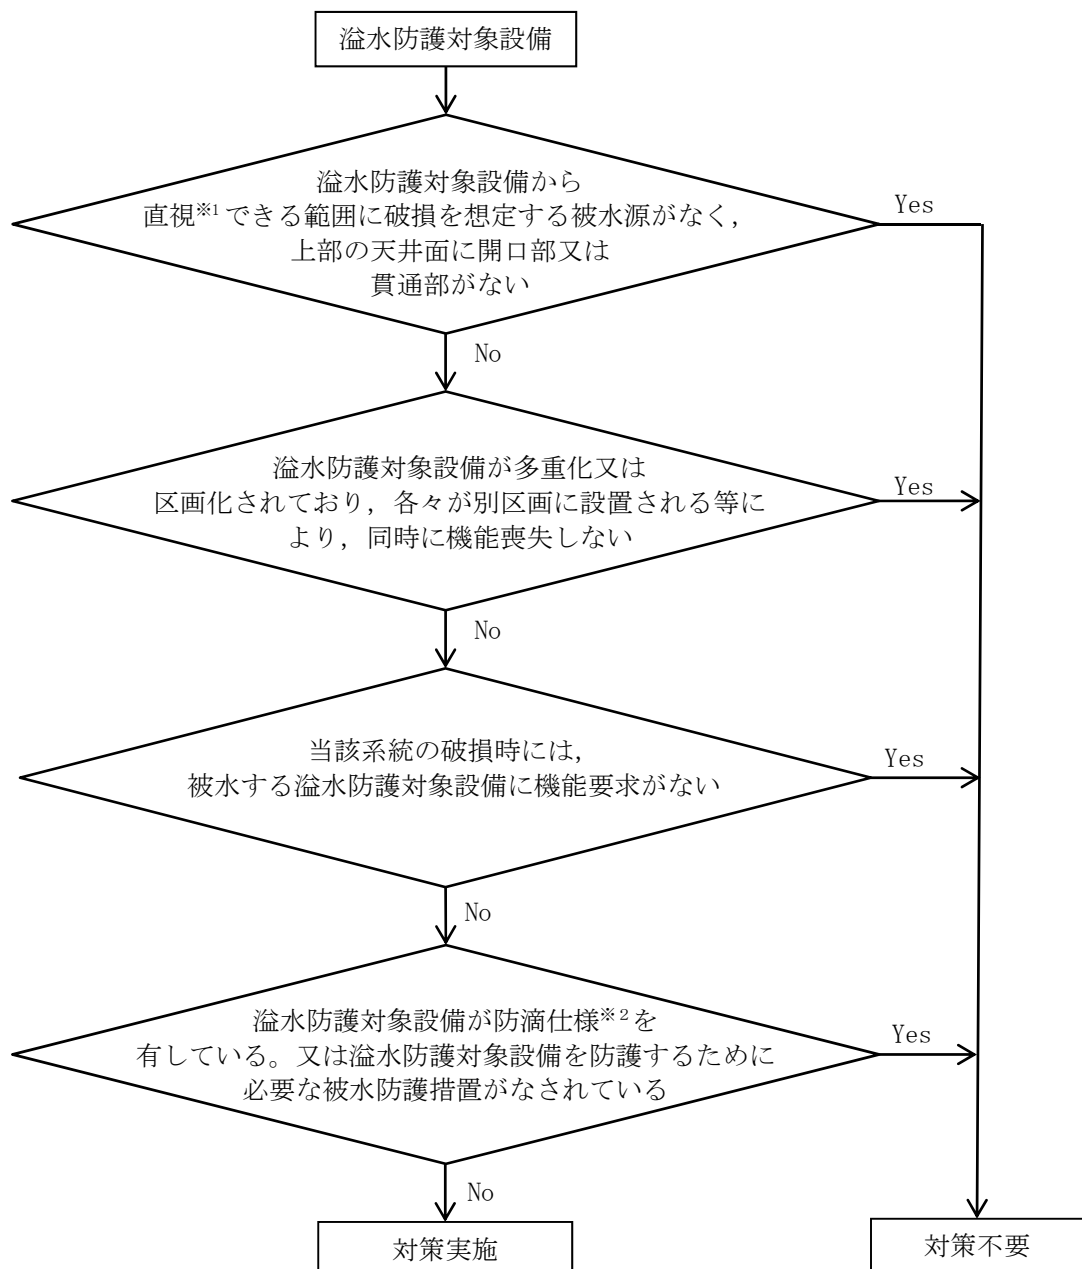 溢水防護対象設備
溢水防護対象設備から
直視※1できる範囲に破損を想定する被水源がなく，
上部の天井面に開口部又は
貫通部がない
Yes
No
溢水防護対象設備が多重化又は
区画化されており，各々が別区画に設置される等に
より，同時に機能喪失しない
Yes
No
当該系統の破損時には，
被水する溢水防護対象設備に機能要求がない
Yes
No
溢水防護対象設備が防滴仕様※2を
有している。又は溢水防護対象設備を防護するために
必要な被水防護措置がなされている
Yes
No
対策実施
対策不要